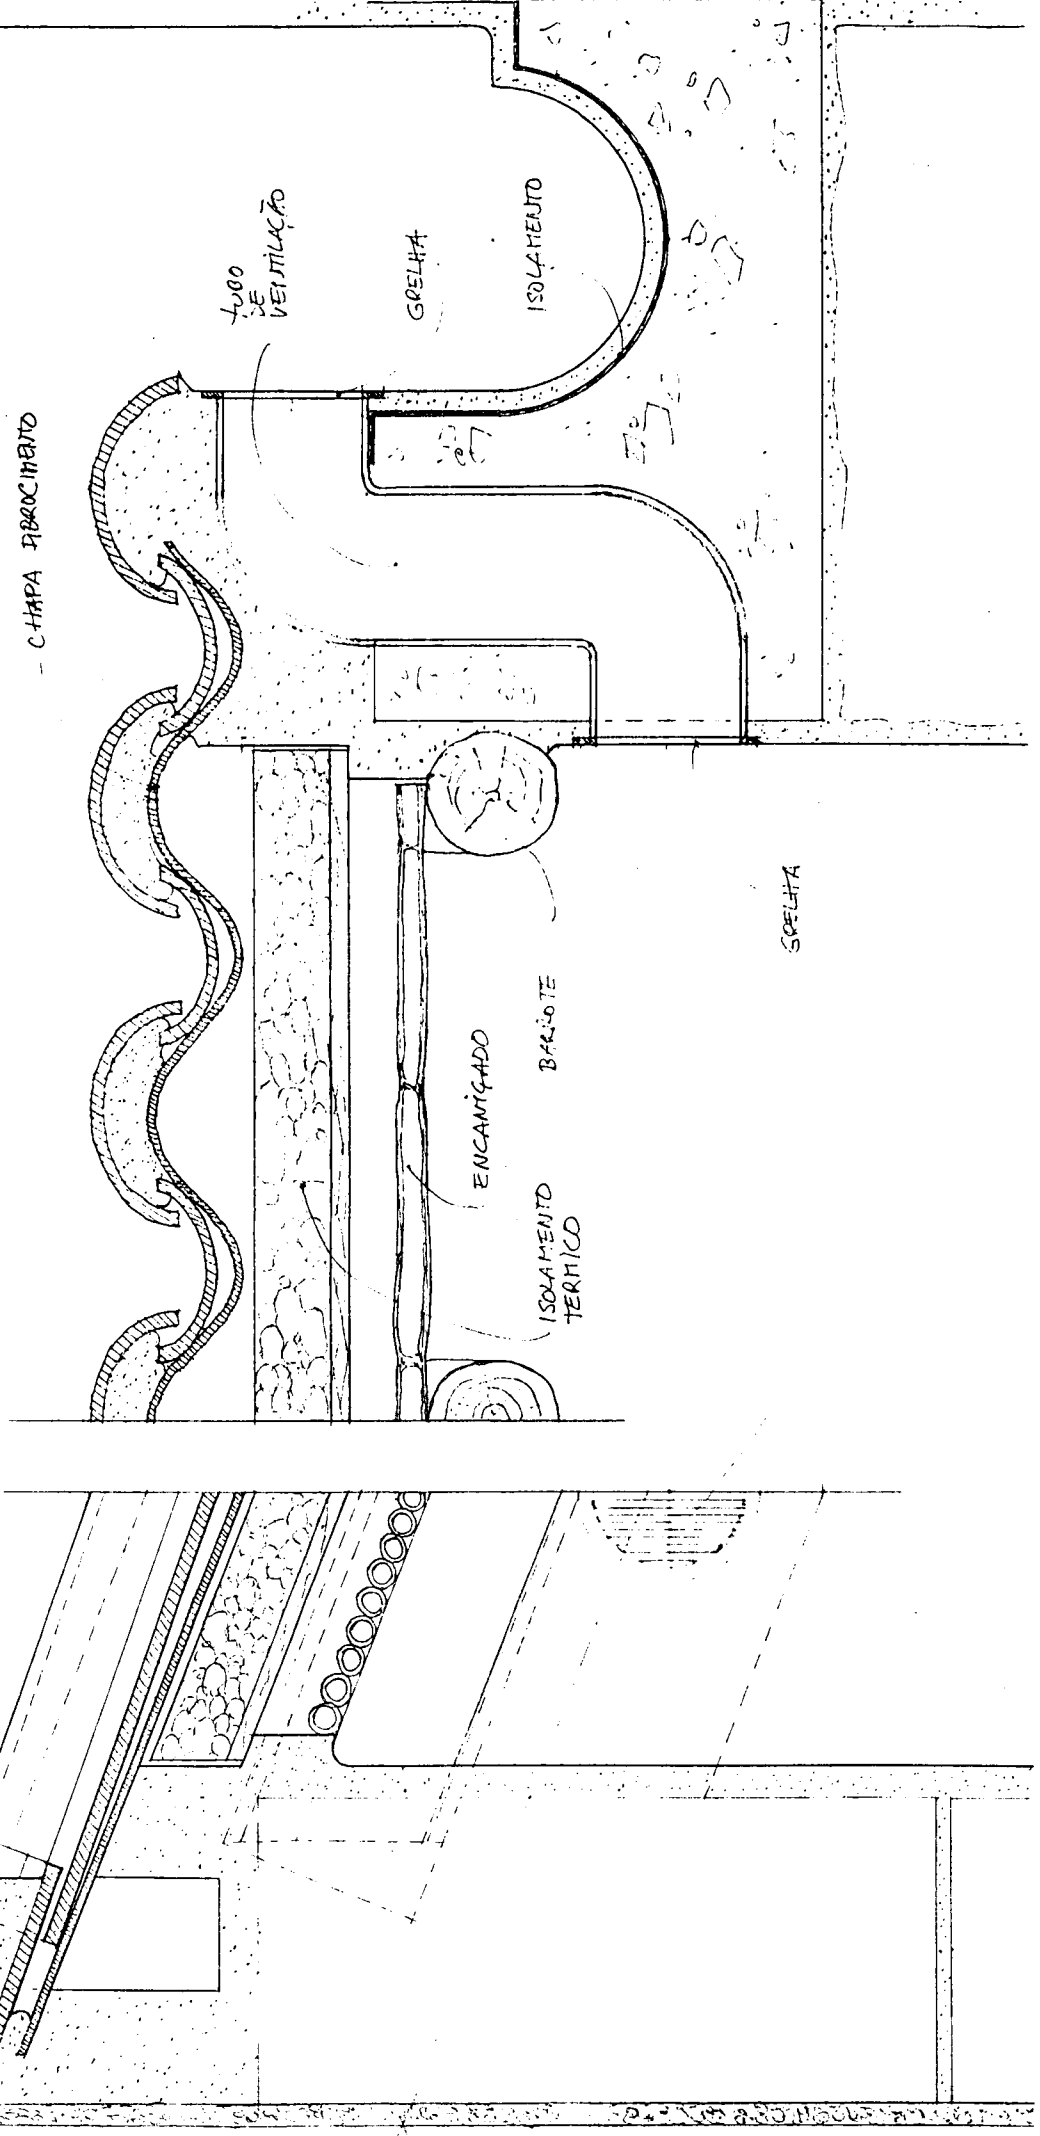 - CHAPA FIBROCIMENTO
TUBO
DE
VENTILAÇÃO
GRELHA
ISOLAMENTO
ENCANIÇADO
BARROTE
ISOLAMENTO
TERMICO
GRELHA